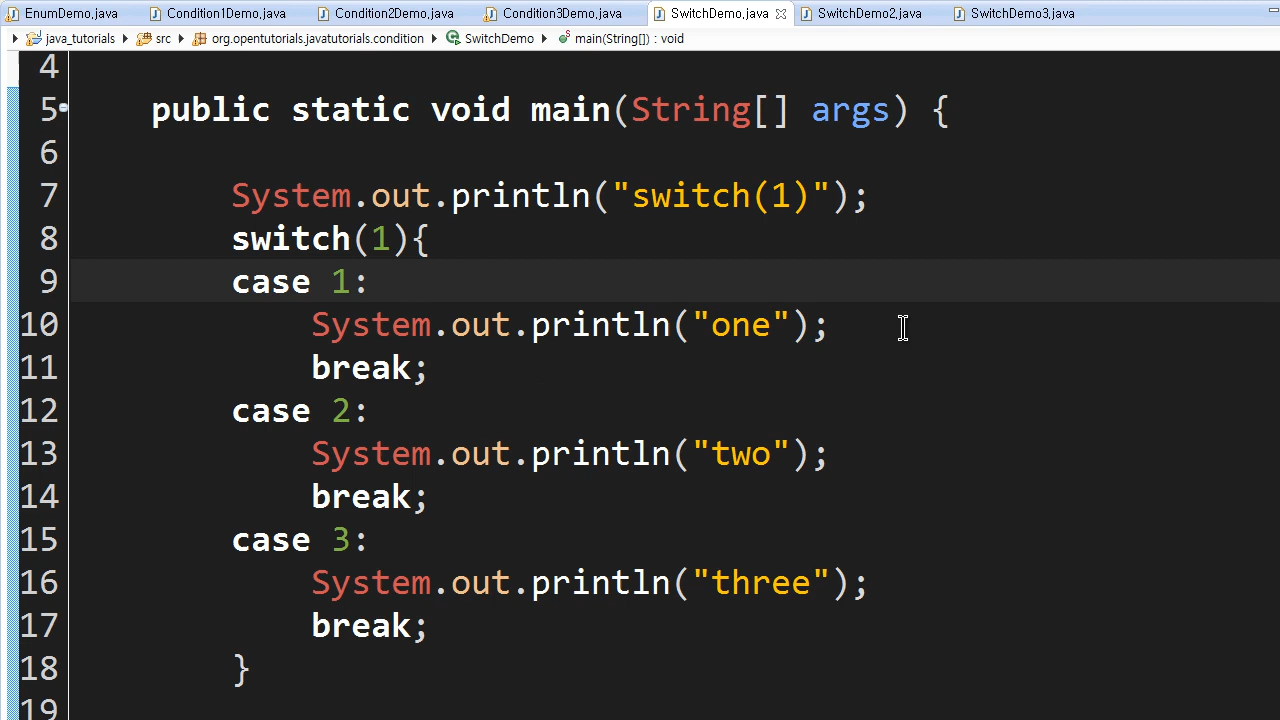 EnumDemo.java Condition1Demo.java Condition2Demo.java Condition3Demo.java SwitchDemo.java SwitchDemo2.java SwitchDemo3.java
java_tutorials src org.opentutorials.javatutorials.condition SwitchDemo main(String[]) : void
4
5 public static void main(String[] args) {
6
7 System.out.println("switch(1)");
8 switch(1){
9 case 1:
10 System.out.println("one");
11 break;
12 case 2:
13 System.out.println("two");
14 break;
15 case 3:
16 System.out.println("three");
17 break;
18 }
19